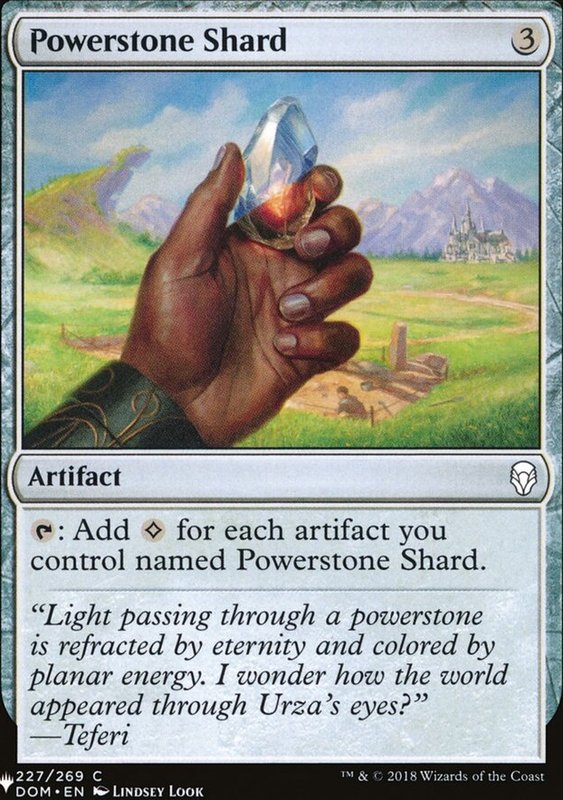 Powerstone Shard 3
Artifact
: Add for each artifact you
control named Powerstone Shard.
“Light passing through a powerstone
is refracted by eternity and colored by
planar energy. I wonder how the world
appeared through Urza’s eyes?”
—Teferi
227/269 C
DOM • EN LINDSEY LOOK
™ & © 2018 Wizards of the Coast